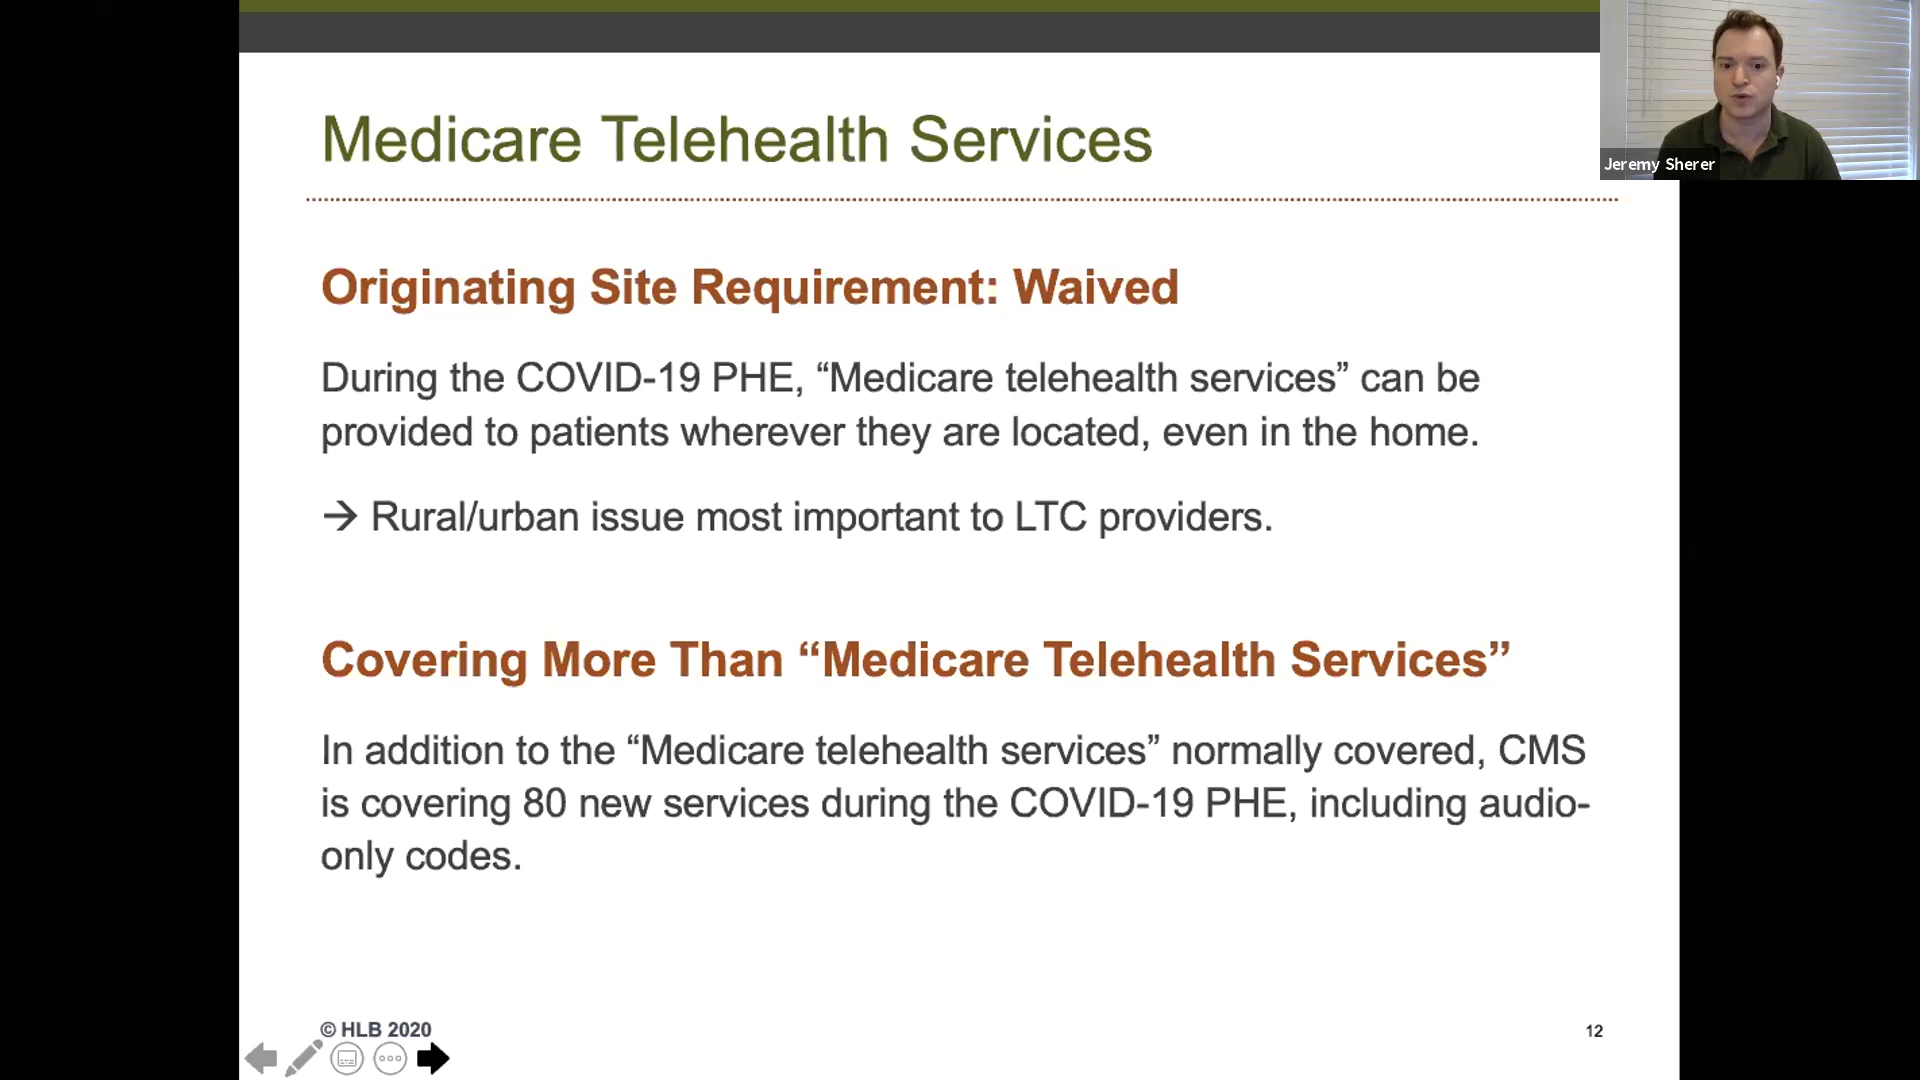 Medicare Telehealth Services
Jeremy Sherer
Originating Site Requirement: Waived
During the COVID-19 PHE, “Medicare telehealth services” can be
provided to patients wherever they are located, even in the home.
→ Rural/urban issue most important to LTC providers.
Covering More Than “Medicare Telehealth Services”
In addition to the “Medicare telehealth services” normally covered, CMS
is covering 80 new services during the COVID-19 PHE, including audio-
only codes.
© HLB 2020
12